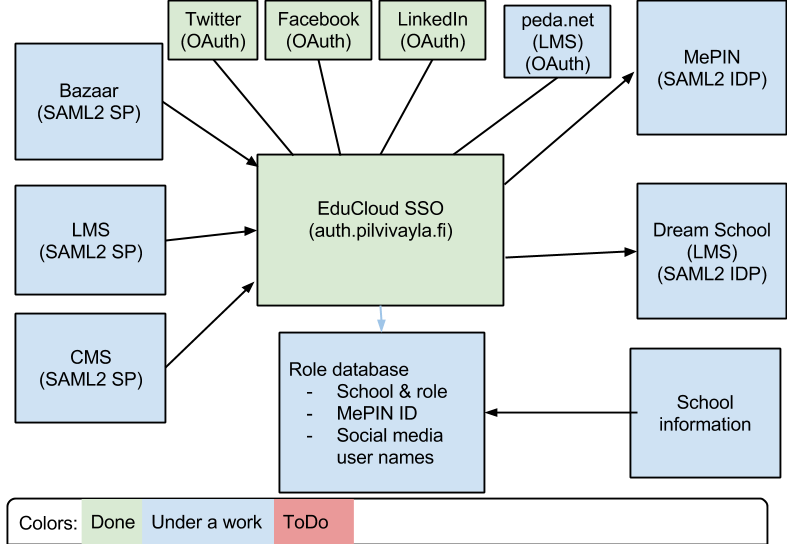 Twitter
(OAuth)
Facebook
(OAuth)
LinkedIn
(OAuth)
peda.net
(LMS)
(OAuth)
MePIN
(SAML2 IDP)
Bazaar
(SAML2 SP)
LMS
(SAML2 SP)
EduCloud SSO
(auth.pilvivayla.fi)
Dream School
(LMS)
(SAML2 IDP)
CMS
(SAML2 SP)
Role database
- School & role
- MePIN ID
- Social media
user names
School
information
Colors: Done Under a work ToDo